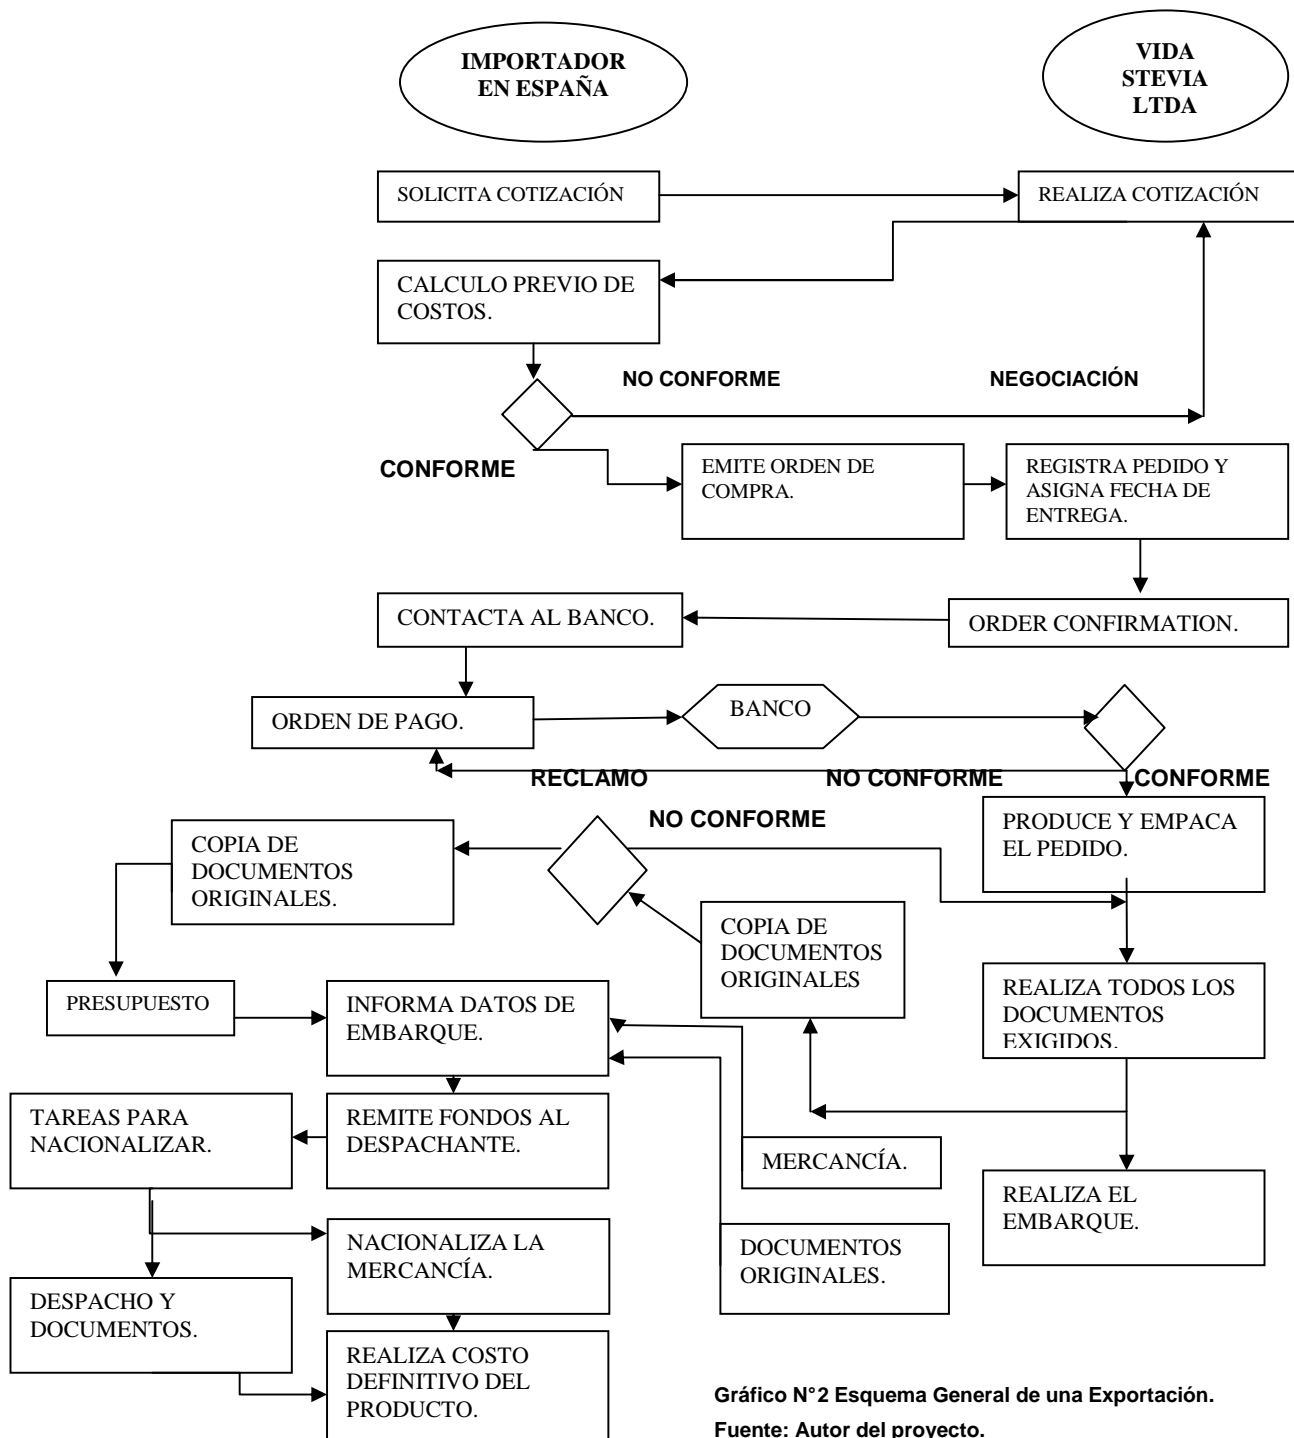 IMPORTADOR
EN ESPAÑA
VIDA
STEVIA
LTDA
SOLICITA COTIZACIÓN
REALIZA COTIZACIÓN
CALCULO PREVIO DE
COSTOS.
NO CONFORME
NEGOCIACIÓN
CONFORME
EMITE ORDEN DE
COMPRA.
REGISTRA PEDIDO Y
ASIGNA FECHA DE
ENTREGA.
CONTACTA AL BANCO.
ORDER CONFIRMATION.
ORDEN DE PAGO.
BANCO
RECLAMO
NO CONFORME
CONFORME
NO CONFORME
PRODUCE Y EMPACA
EL PEDIDO.
COPIA DE
DOCUMENTOS
ORIGINALES.
COPIA DE
DOCUMENTOS
ORIGINALES
REALIZA TODOS LOS
DOCUMENTOS
EXIGIDOS.
PRESUPUESTO
INFORMA DATOS DE
EMBARQUE.
TAREAS PARA
NACIONALIZAR.
REMITE FONDOS AL
DESPACHANTE.
MERCANCÍA.
REALIZA EL
EMBARQUE.
NACIONALIZA LA
MERCANCÍA.
DOCUMENTOS
ORIGINALES.
DESPACHO Y
DOCUMENTOS.
REALIZA COSTO
DEFINITIVO DEL
PRODUCTO.
Gráfico N°2 Esquema General de una Exportación.
Fuente: Autor del proyecto.